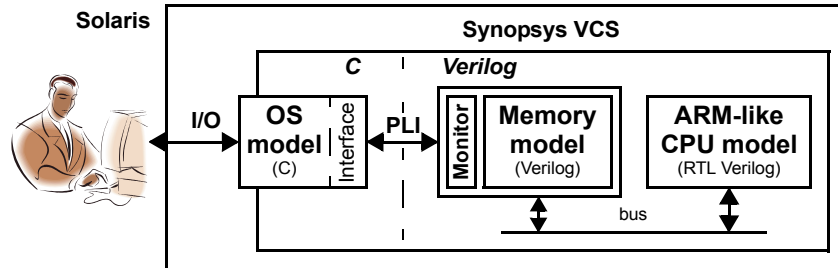 Solaris
Synopsys VCS
C
Verilog
I/O
OS
model
(C)
Interface
PLI
Monitor
Memory
model
(Verilog)
ARM-like
CPU model
(RTL Verilog)
bus